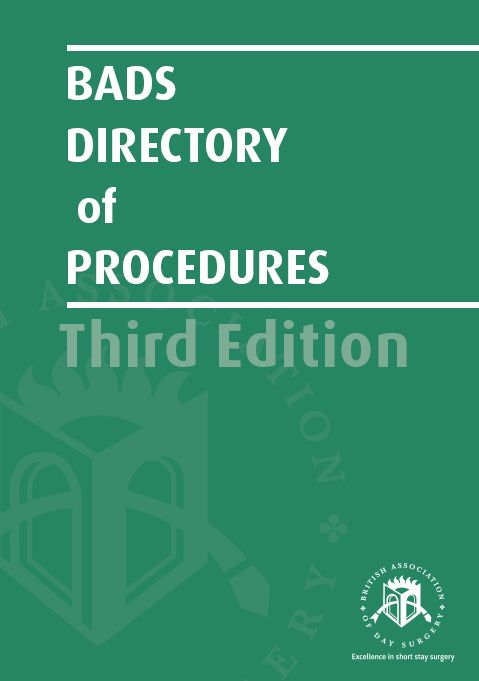 BADS
DIRECTORY
of
PROCEDURES
Third Edition
BRITISH ASSOCIATION
OF DAY SURGERY
Excellence in short stay surgery